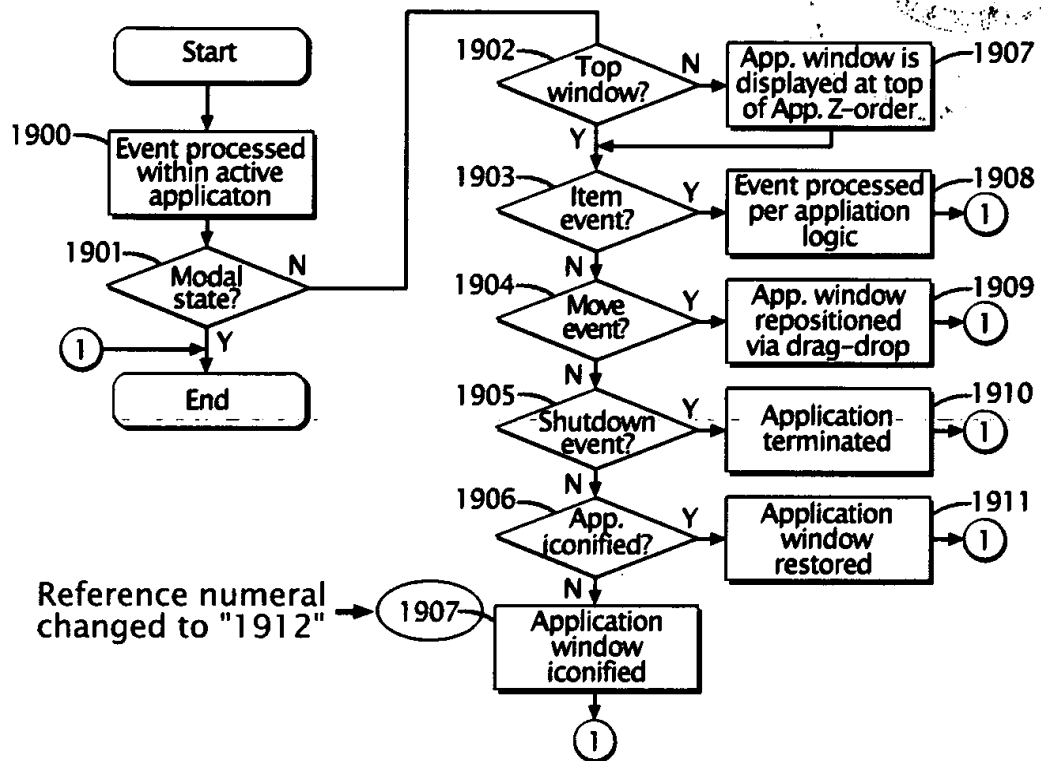 Start
1900
Event processed
within active
applicaton
1901
Modal
state?
N
Y
1
End
1902
Top
window?
N
Y
App. window is
displayed at top
of App. Z-order
1907
1903
Item
event?
Y
N
Event processed
per appliation
logic
1908
1
1904
Move
event?
Y
N
App. window
repositioned
via drag-drop
1909
1
1905
Shutdown
event?
Y
N
Application
terminated
1910
1
1906
App.
iconified?
Y
N
Application
window
restored
1911
1
Reference numeral
changed to "1912"
1907
Application
window
iconified
1